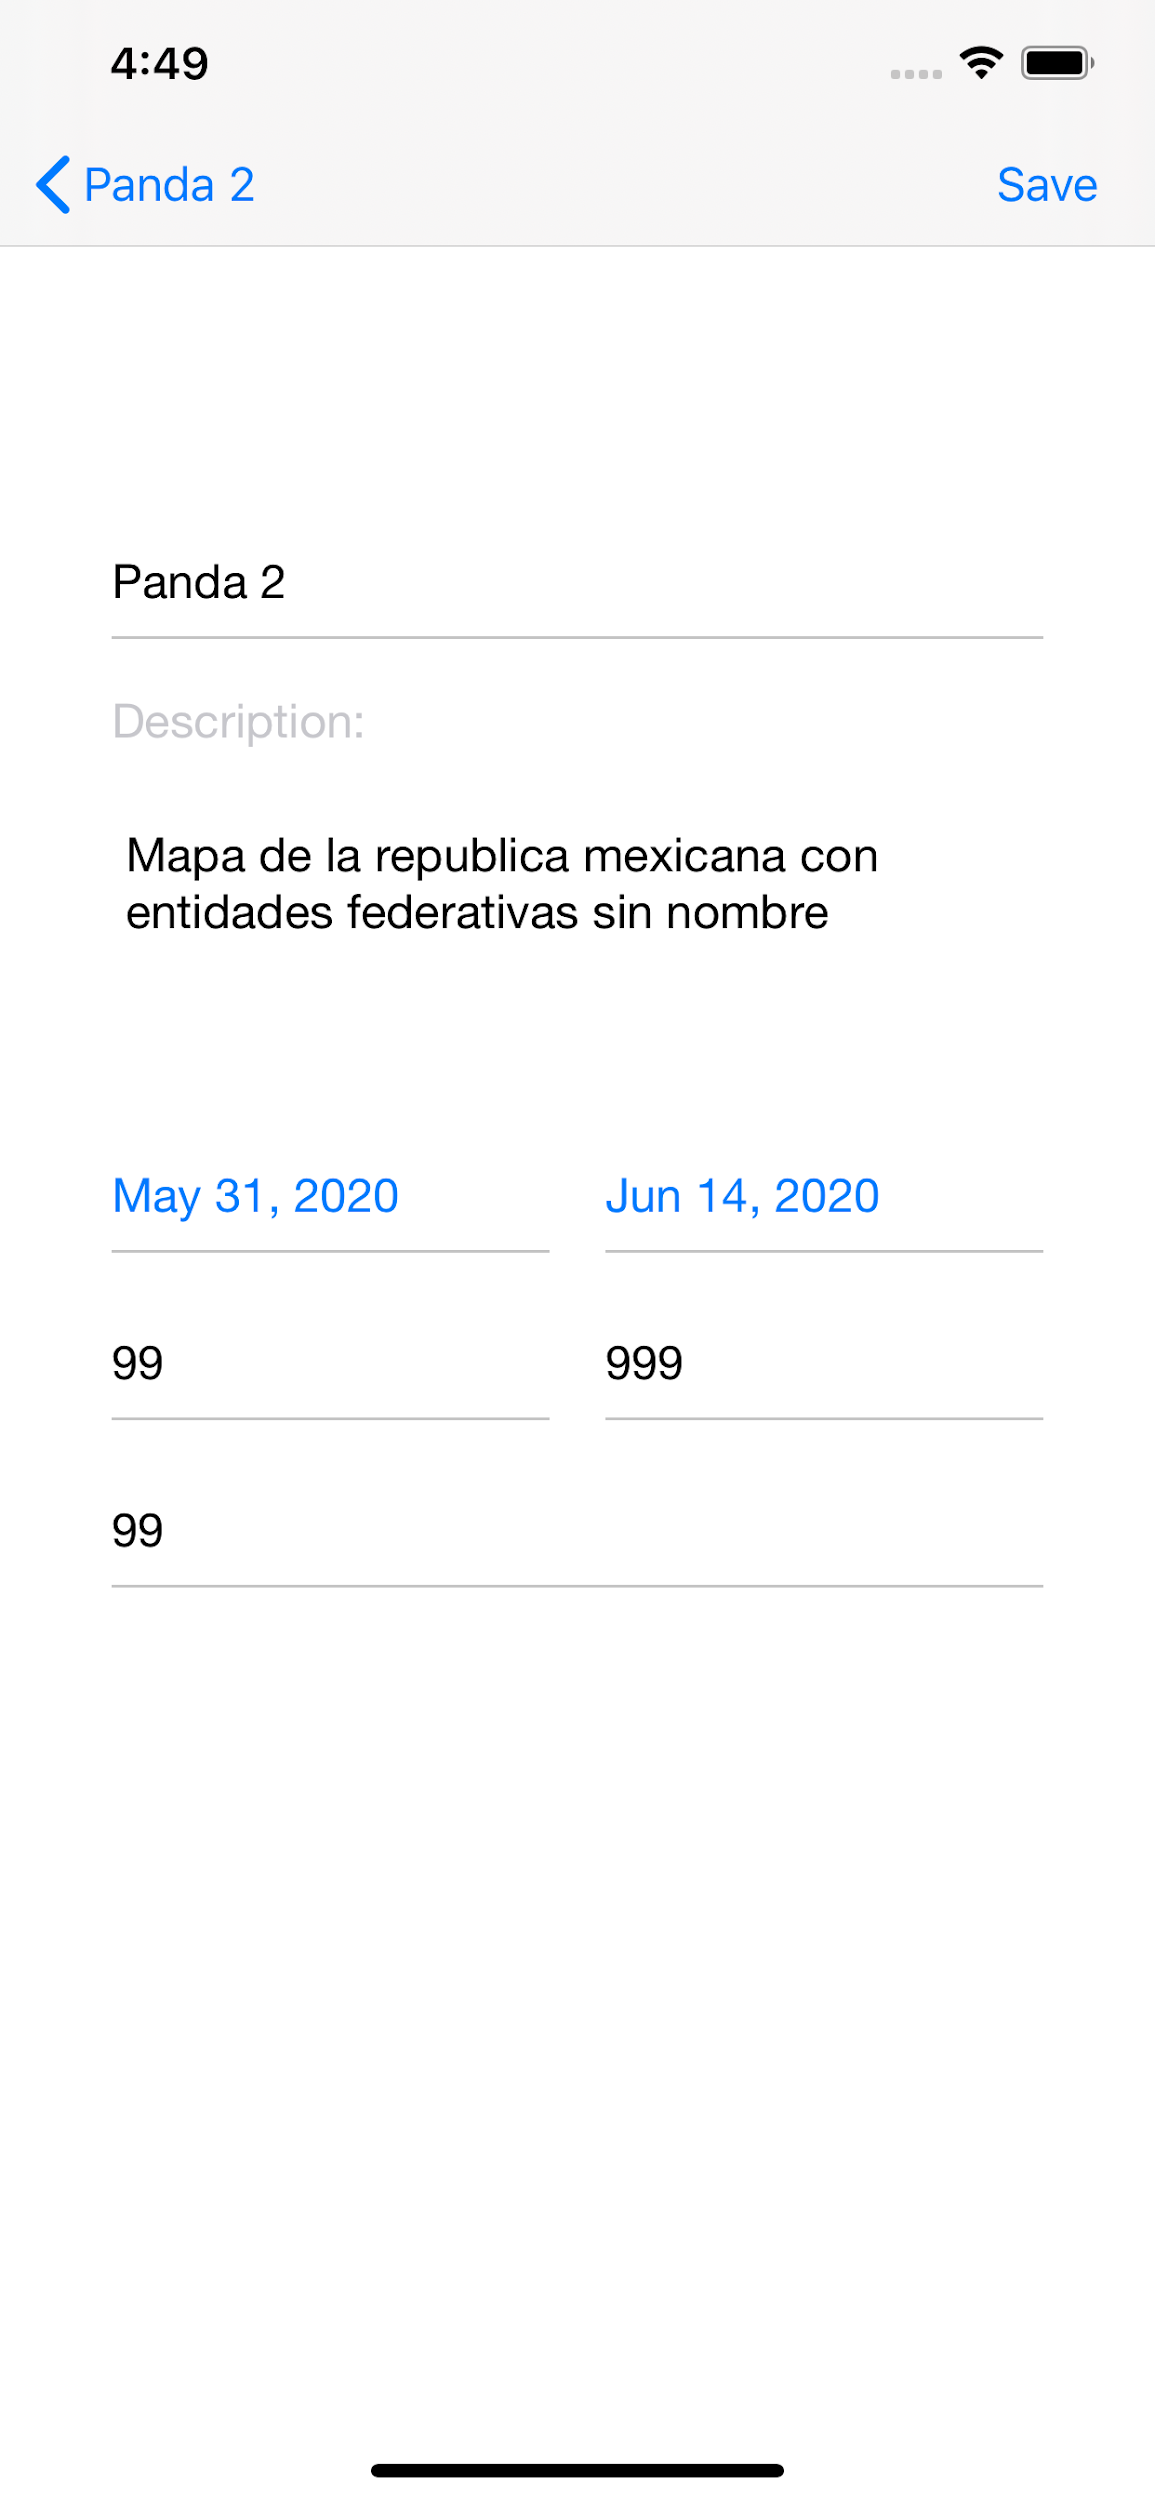 4:49
Panda 2
Save
Panda 2
Description:
Mapa de la republica mexicana con
entidades federativas sin nombre
May 31, 2020
Jun 14, 2020
99
999
99